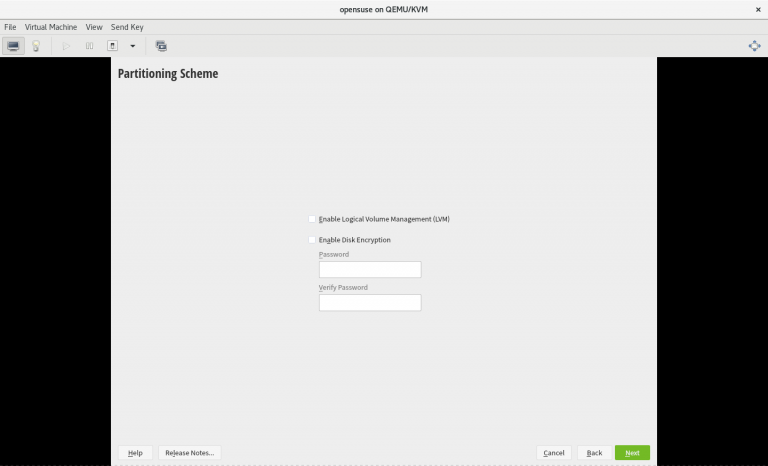 opensuse on QEMU/KVM
File Virtual Machine View Send Key
Partitioning Scheme
Enable Logical Volume Management (LVM)
Enable Disk Encryption
Password
Verify Password
Help Release Notes... Cancel Back Next